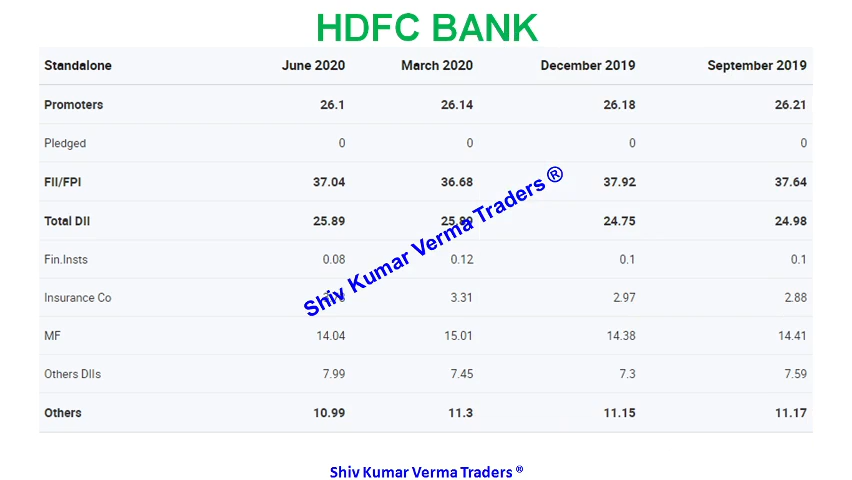 HDFC BANK
Standalone June 2020 March 2020 December 2019 September 2019
Promoters 26.1 26.14 26.18 26.21
Pledged 0 0 0 0
FII/FPI 37.04 36.68 37.92 37.64
Total DII 25.89 25.89 24.75 24.98
Fin.Insts 0.08 0.12 0.1 0.1
Insurance Co 3.31 2.97 2.88
MF 14.04 15.01 14.38 14.41
Others DIIs 7.99 7.45 7.3 7.59
Others 10.99 11.3 11.15 11.17
Shiv Kumar Verma Traders ®
Shiv Kumar Verma Traders ®